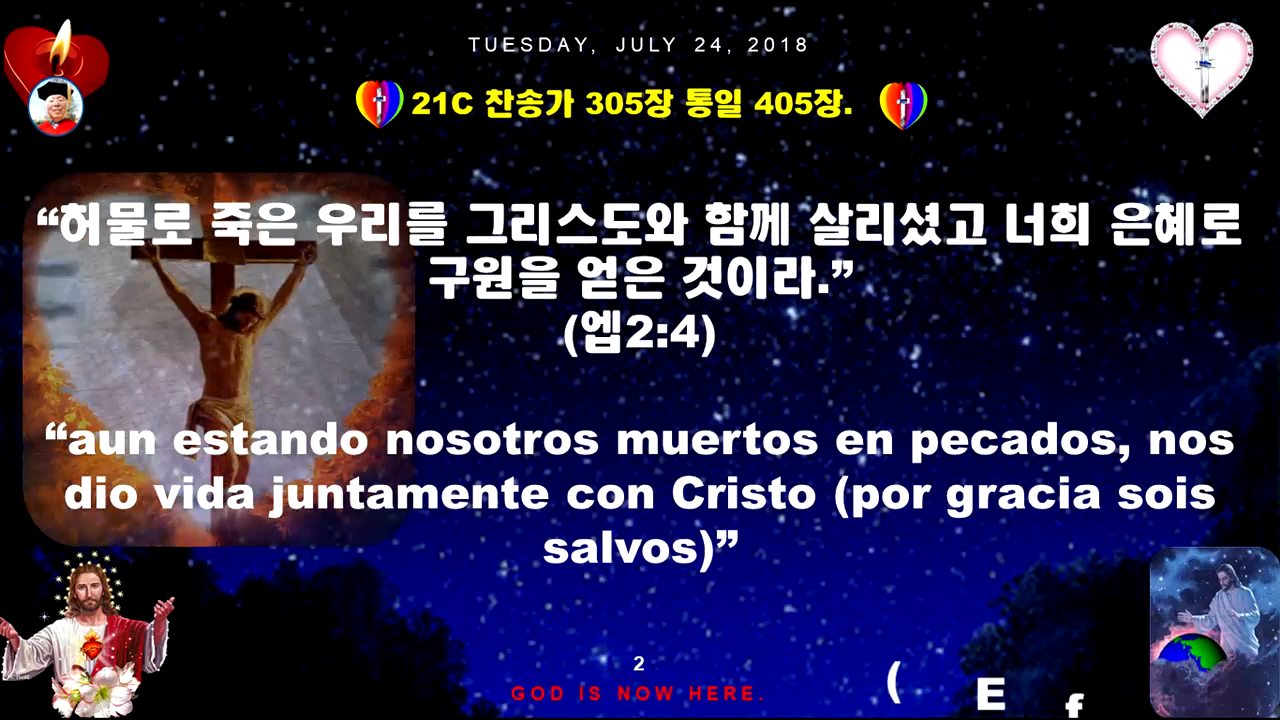 TUESDAY, JULY 24, 2018
21C 찬송가 305장 통일 405장.
“허물로 죽은 우리를 그리스도와 함께 살리셨고 너희 은혜로
구원을 얻은 것이라.”
(엡2:4)
“aun estando nosotros muertos en pecados, nos
dio vida juntamente con Cristo (por gracia sois
salvos)”
2
GOD IS NOW HERE.
( E f